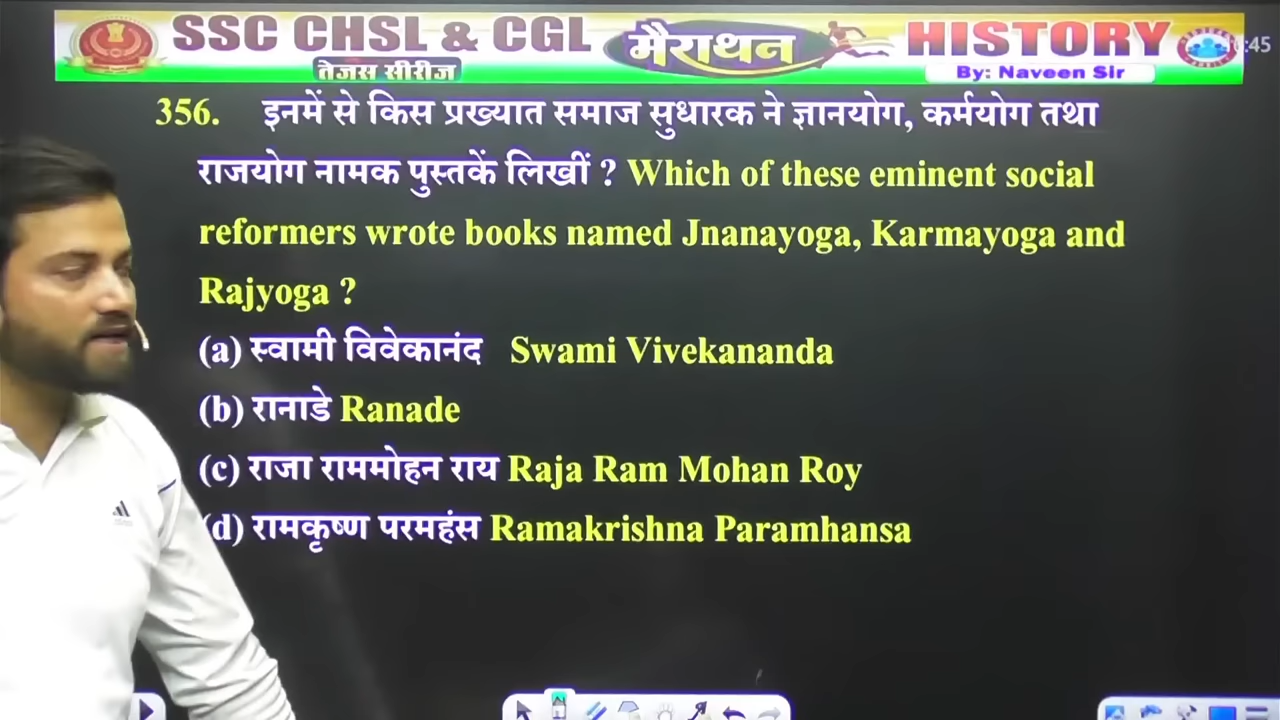 SSC CHSL & CGL मैराथन HISTORY
तेजस सीरीज By: Naveen Sir
356. इनमें से किस प्रख्यात समाज सुधारक ने ज्ञानयोग, कर्मयोग तथा
राजयोग नामक पुस्तकें लिखीं ? Which of these eminent social
reformers wrote books named Jnanayoga, Karmayoga and
Rajyoga ?
(a) स्वामी विवेकानंद Swami Vivekananda
(b) रानाडे Ranade
(c) राजा राममोहन राय Raja Ram Mohan Roy
(d) रामकृष्ण परमहंस Ramakrishna Paramhansa